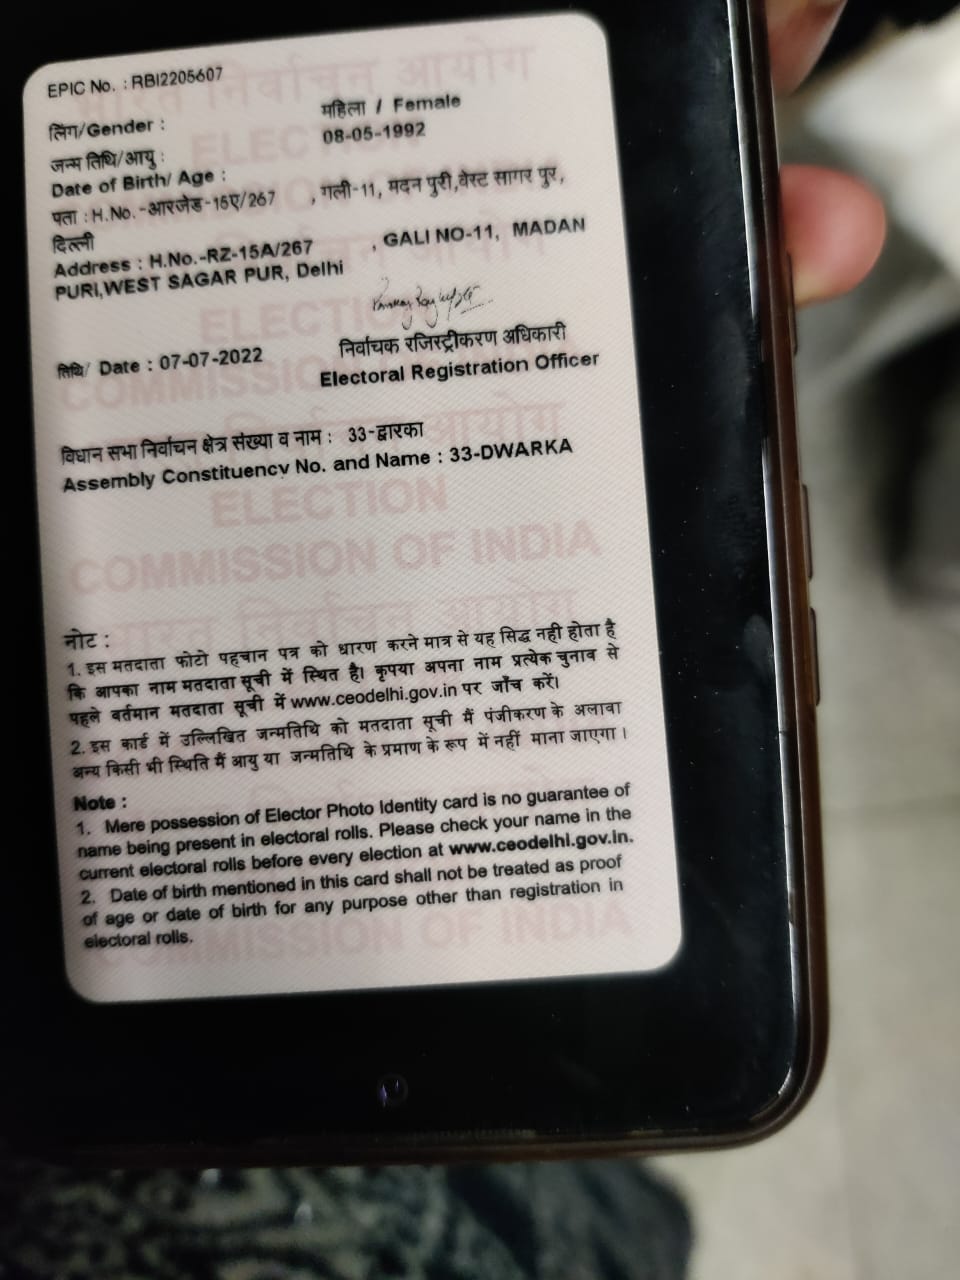 EPIC No. : RBI2205607
लिंग/Gender : महिला / Female
जन्म तिथि/आयु : 08-05-1992
Date of Birth/ Age :
पता : H.No.-आरजेड-15ए/267 , गली-11, मदन पुरी,वेस्ट सागर पुर,
दिल्ली
Address : H.No.-RZ-15A/267 , GALI NO-11, MADAN
PURI,WEST SAGAR PUR, Delhi
तिथि/ Date : 07-07-2022
निर्वाचक रजिस्ट्रीकरण अधिकारी
Electoral Registration Officer
विधान सभा निर्वाचन क्षेत्र संख्या व नाम : 33-द्वारका
Assembly Constituency No. and Name : 33-DWARKA
ELECTION
COMMISSION OF INDIA
नोट :
1. इस मतदाता फोटो पहचान पत्र को धारण करने मात्र से यह सिद्ध नही होता है
कि आपका नाम मतदाता सूची में स्थित है। कृपया अपना नाम प्रत्येक चुनाव से
पहले वर्तमान मतदाता सूची में www.ceodelhi.gov.in पर जाँच करें।
2. इस कार्ड में उल्लिखित जन्मतिथि को मतदाता सूची मैं पंजीकरण के अलावा
अन्य किसी भी स्थिति मैं आयु या जन्मतिथि के प्रमाण के रूप में नहीं माना जाएगा।
Note :
1. Mere possession of Elector Photo Identity card is no guarantee of
name being present in electoral rolls. Please check your name in the
current electoral rolls before every election at www.ceodelhi.gov.in.
2. Date of birth mentioned in this card shall not be treated as proof
of age or date of birth for any purpose other than registration in
electoral rolls.